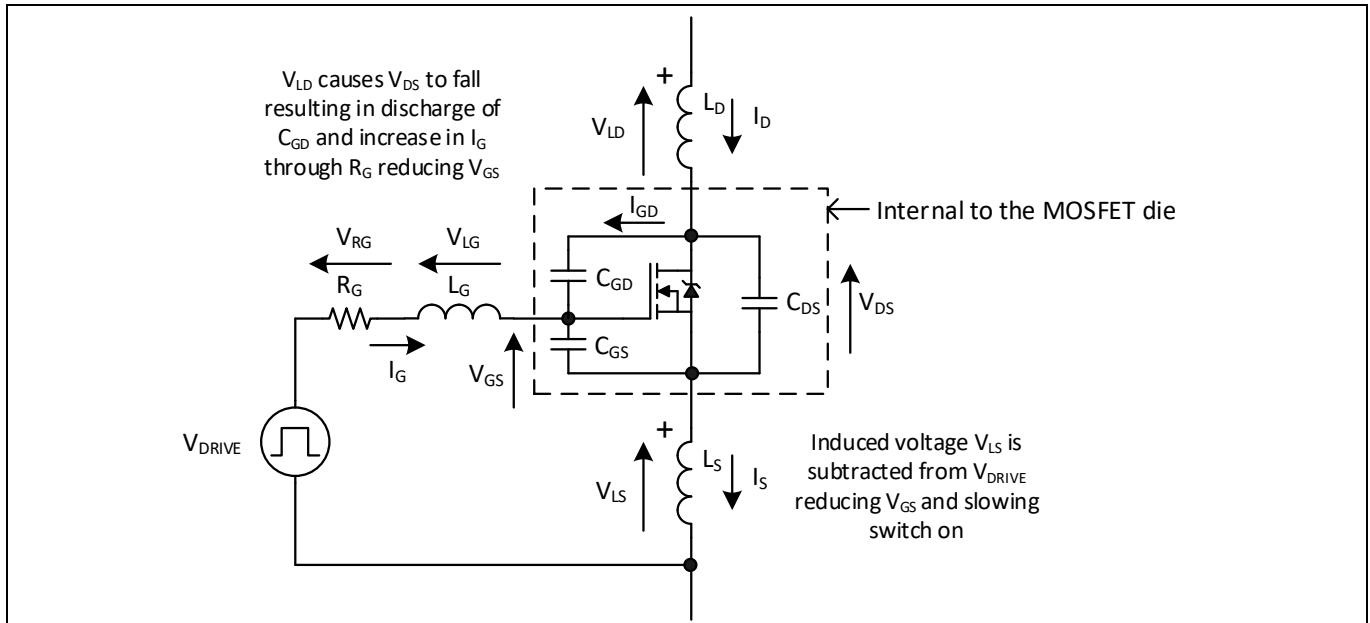 V_LD causes V_DS to fall
resulting in discharge of
C_GD and increase in I_G
through R_G reducing V_GS
+
L_D
I_D
V_LD
I_GD
Internal to the MOSFET die
V_RG
V_LG
R_G
L_G
C_GD
C_DS
V_DS
C_GS
I_G
V_GS
V_DRIVE
+
L_S
I_S
V_LS
Induced voltage V_LS is
subtracted from V_DRIVE
reducing V_GS and slowing
switch on